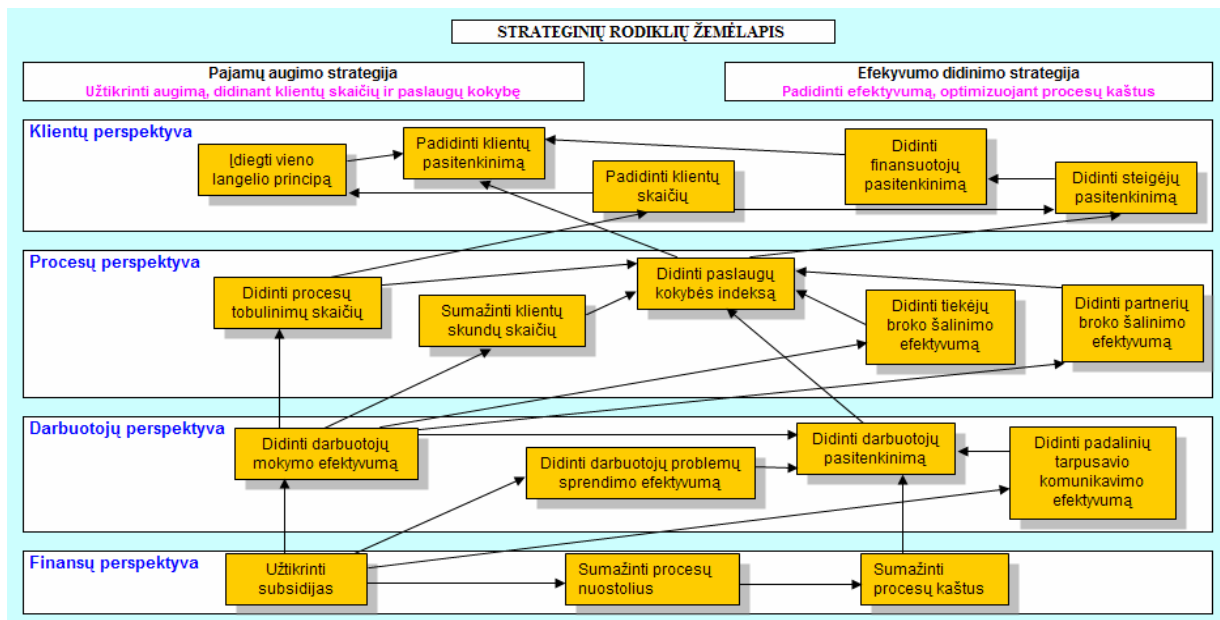 STRATEGINIŲ RODIKLIŲ ŽEMĖLAPIS
Pajamų augimo strategija
Užtikrinti augimą, didinant klientų skaičių ir paslaugų kokybę
Efekyvumo didinimo strategija
Padidinti efektyvumą, optimizuojant procesų kaštus
Klientų perspektyva
Įdiegti vieno
langelio principą
Padidinti klientų
pasitenkinimą
Padidinti klientų
skaičių
Didinti
finansuotojų
pasitenkinimą
Didinti steigėjų
pasitenkinimą
Procesų perspektyva
Didinti procesų
tobulinimų skaičių
Sumažinti klientų
skundų skaičių
Didinti paslaugų
kokybės indeksą
Didinti tiekėjų
broko šalinimo
efektyvumą
Didinti partnerių
broko šalinimo
efektyvumą
Darbuotojų perspektyva
Didinti darbuotojų
mokymo efektyvumą
Didinti darbuotojų problemų
sprendimo efektyvumą
Didinti darbuotojų
pasitenkinimą
Didinti padalinių
tarpusavio
komunikavimo
efektyvumą
Finansų perspektyva
Užtikrinti
subsidijas
Sumažinti procesų
nuostolius
Sumažinti
procesų kaštus